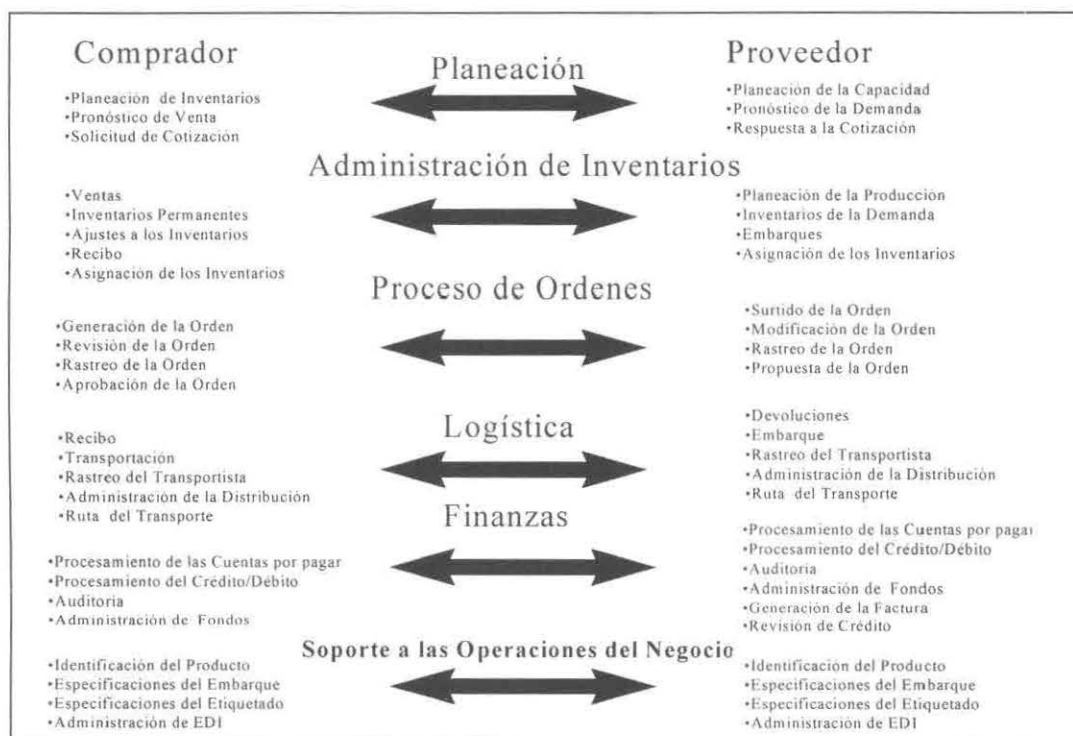 Comprador
Planeación
Proveedor
•Planeación de Inventarios
•Pronóstico de Venta
•Solicitud de Cotización
•Planeación de la Capacidad
•Pronóstico de la Demanda
•Respuesta a la Cotización
Administración de Inventarios
•Ventas
•Inventarios Permanentes
•Ajustes a los Inventarios
•Recibo
•Asignación de los Inventarios
•Planeación de la Producción
•Inventarios de la Demanda
•Embarques
•Asignación de los Inventarios
Proceso de Ordenes
•Generación de la Orden
•Revisión de la Orden
•Rastreo de la Orden
•Aprobación de la Orden
•Surtido de la Orden
•Modificación de la Orden
•Rastreo de la Orden
•Propuesta de la Orden
Logística
•Recibo
•Transportación
•Rastreo del Transportista
•Administración de la Distribución
•Ruta del Transporte
•Devoluciones
•Embarque
•Rastreo del Transportista
•Administración de la Distribución
•Ruta del Transporte
Finanzas
•Procesamiento de las Cuentas por pagar
•Procesamiento del Crédito/Débito
•Auditoria
•Administración de Fondos
•Procesamiento de las Cuentas por pagar
•Procesamiento del Crédito/Débito
•Auditoria
•Administración de Fondos
•Generación de la Factura
•Revisión de Crédito
Soporte a las Operaciones del Negocio
•Identificación del Producto
•Especificaciones del Embarque
•Especificaciones del Etiquetado
•Administración de EDI
•Identificación del Producto
•Especificaciones del Embarque
•Especificaciones del Etiquetado
•Administración de EDI